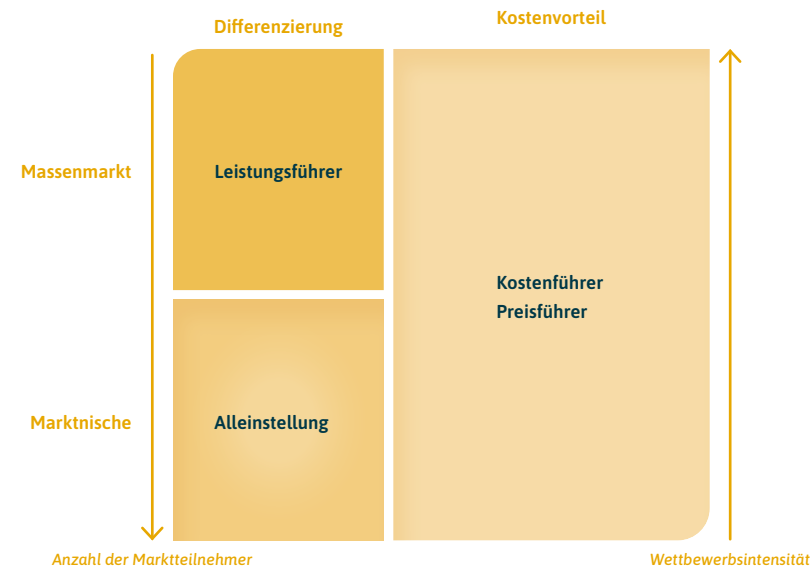 Differenzierung
Kostenvorteil
Massenmarkt
Leistungsführer
Kostenführer
Preisführer
Marktnische
Alleinstellung
Anzahl der Marktteilnehmer
Wettbewerbsintensität